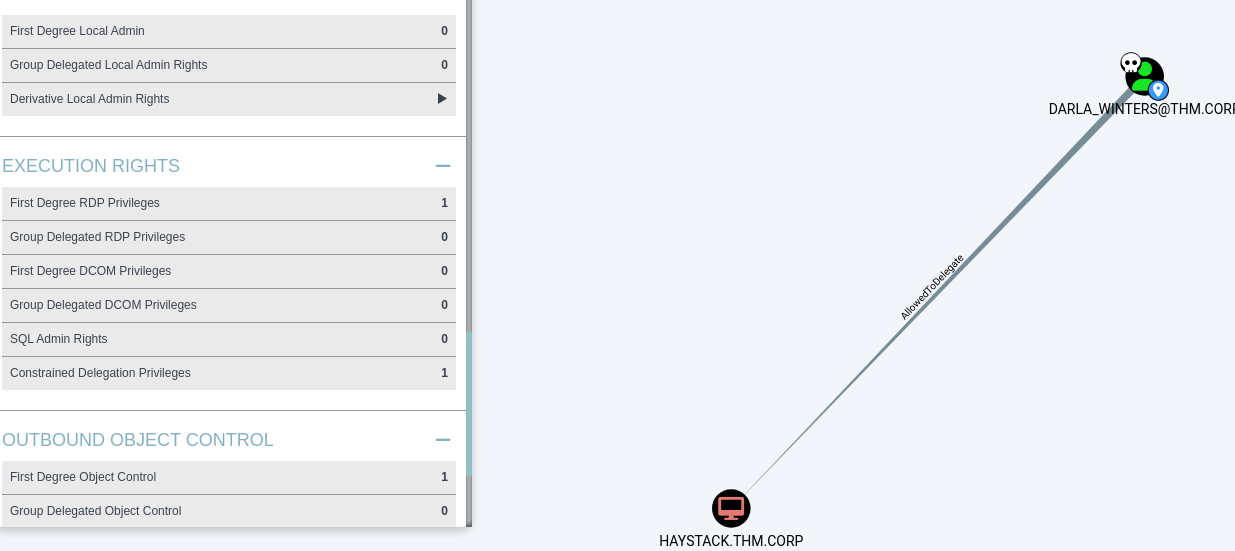 First Degree Local Admin 0
Group Delegated Local Admin Rights 0
Derivative Local Admin Rights
EXECUTION RIGHTS
First Degree RDP Privileges 1
Group Delegated RDP Privileges 0
First Degree DCOM Privileges 0
Group Delegated DCOM Privileges 0
SQL Admin Rights 0
Constrained Delegation Privileges 1
OUTBOUND OBJECT CONTROL
First Degree Object Control 1
Group Delegated Object Control 0
DARLA_WINTERS@THM.CORP
AllowedToDelegate
HAYSTACK.THM.CORP